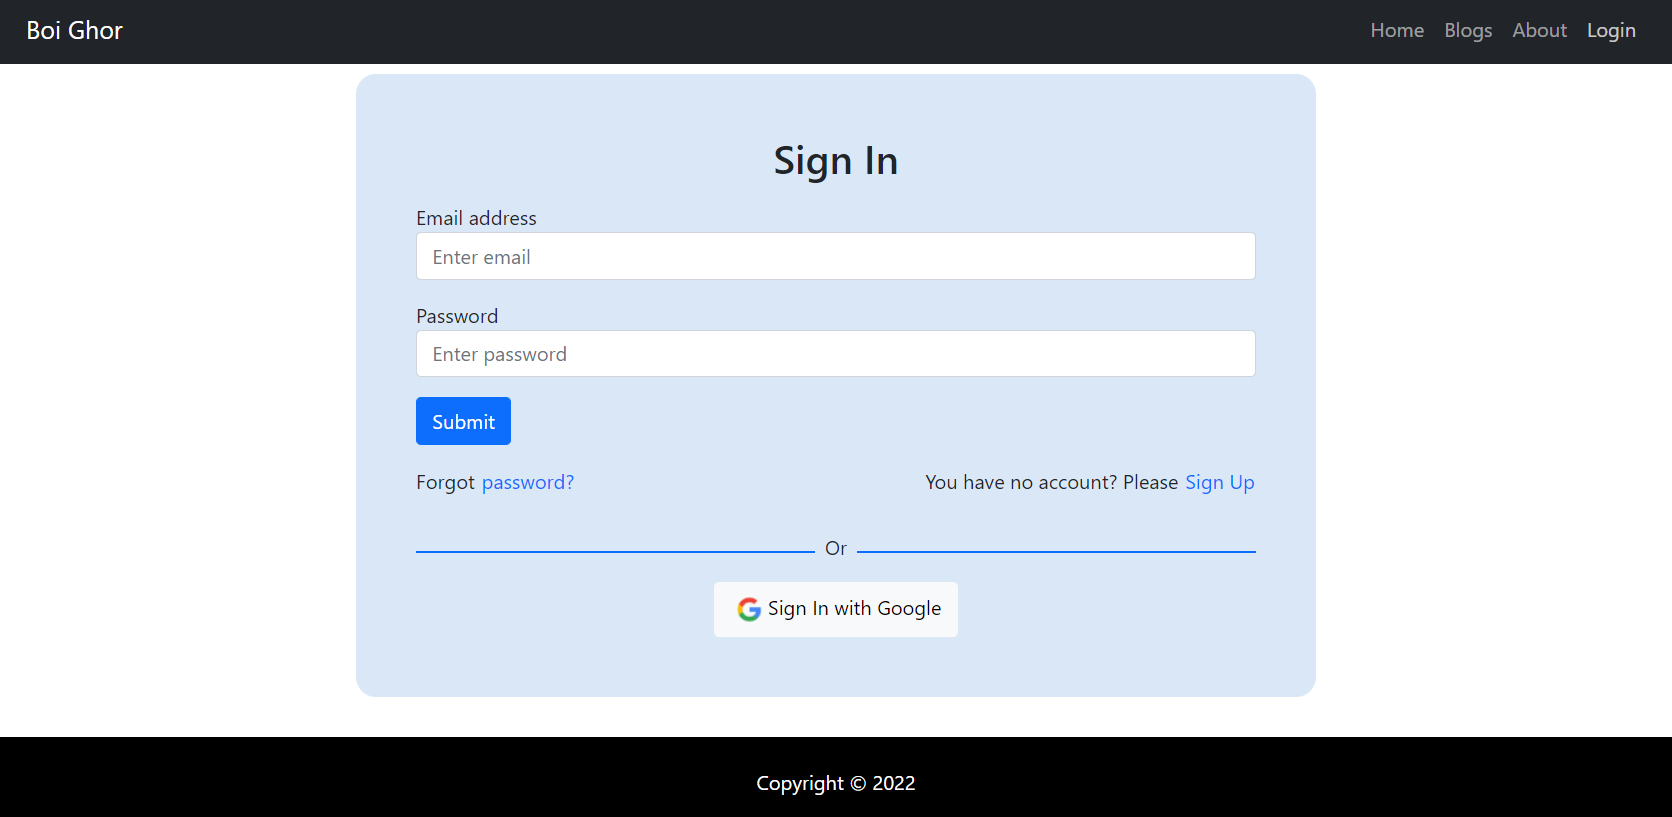 Boi Ghor Home Blogs About Login
Sign In
Email address
Enter email
Password
Enter password
Submit
Forgot password? You have no account? Please Sign Up
Or
Sign In with Google
Copyright © 2022